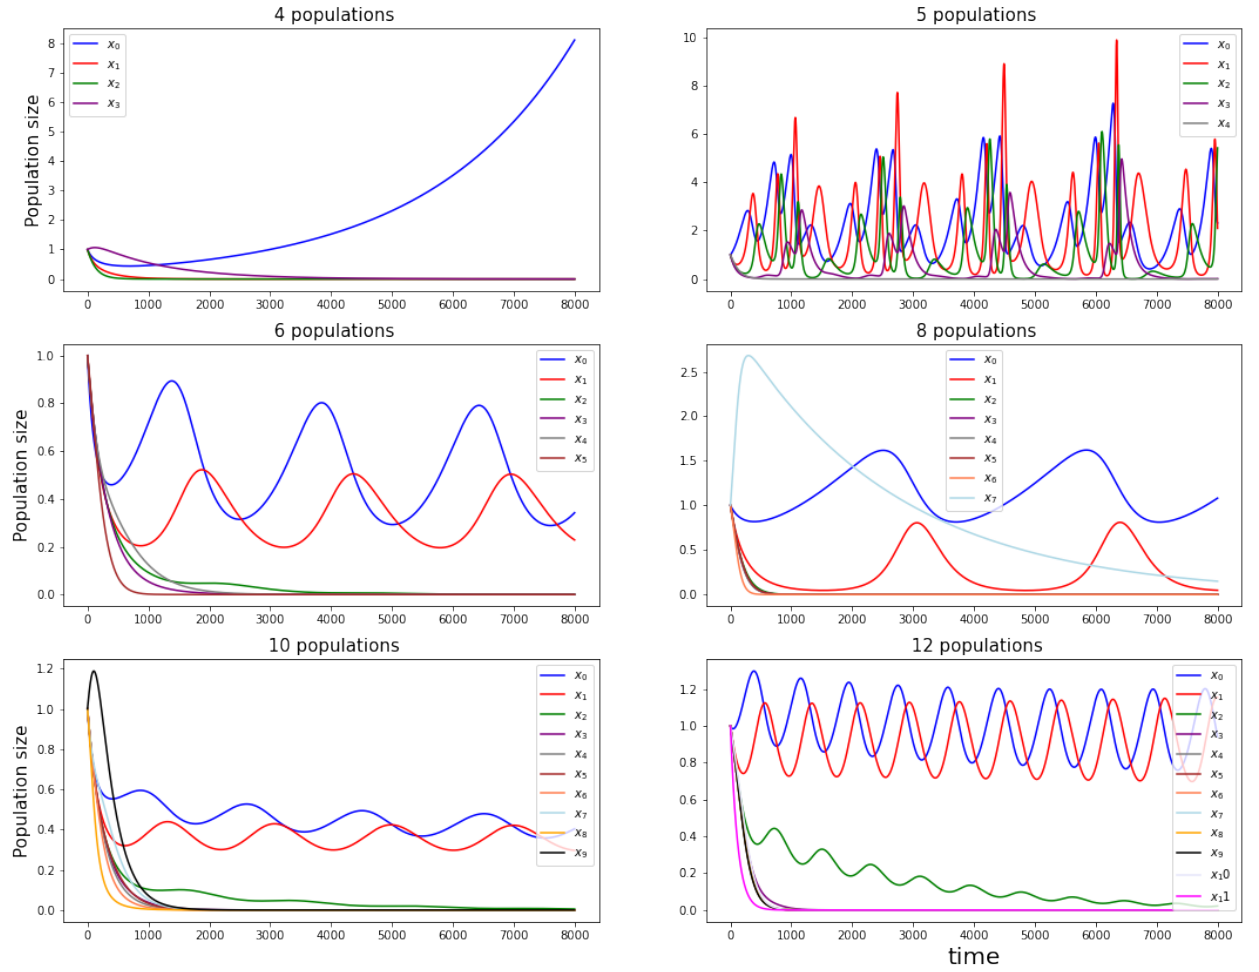 4 populations
8
7
6
5
4
3
2
1
0
Population size
x0
x1
x2
x3
0 1000 2000 3000 4000 5000 6000 7000 8000
5 populations
10
8
6
4
2
0
x0
x1
x2
x3
x4
0 1000 2000 3000 4000 5000 6000 7000 8000
6 populations
1.0
0.8
0.6
0.4
0.2
0.0
Population size
x0
x1
x2
x3
x4
x5
0 1000 2000 3000 4000 5000 6000 7000 8000
8 populations
2.5
2.0
1.5
1.0
0.5
0.0
x0
x1
x2
x3
x4
x5
x6
x7
0 1000 2000 3000 4000 5000 6000 7000 8000
10 populations
1.2
1.0
0.8
0.6
0.4
0.2
0.0
Population size
x0
x1
x2
x3
x4
x5
x6
x7
x8
x9
0 1000 2000 3000 4000 5000 6000 7000 8000
12 populations
1.2
1.0
0.8
0.6
0.4
0.2
0.0
x0
x1
x2
x3
x4
x5
x6
x7
x8
x9
x10
x11
0 1000 2000 3000 4000 5000 6000 7000 8000
time